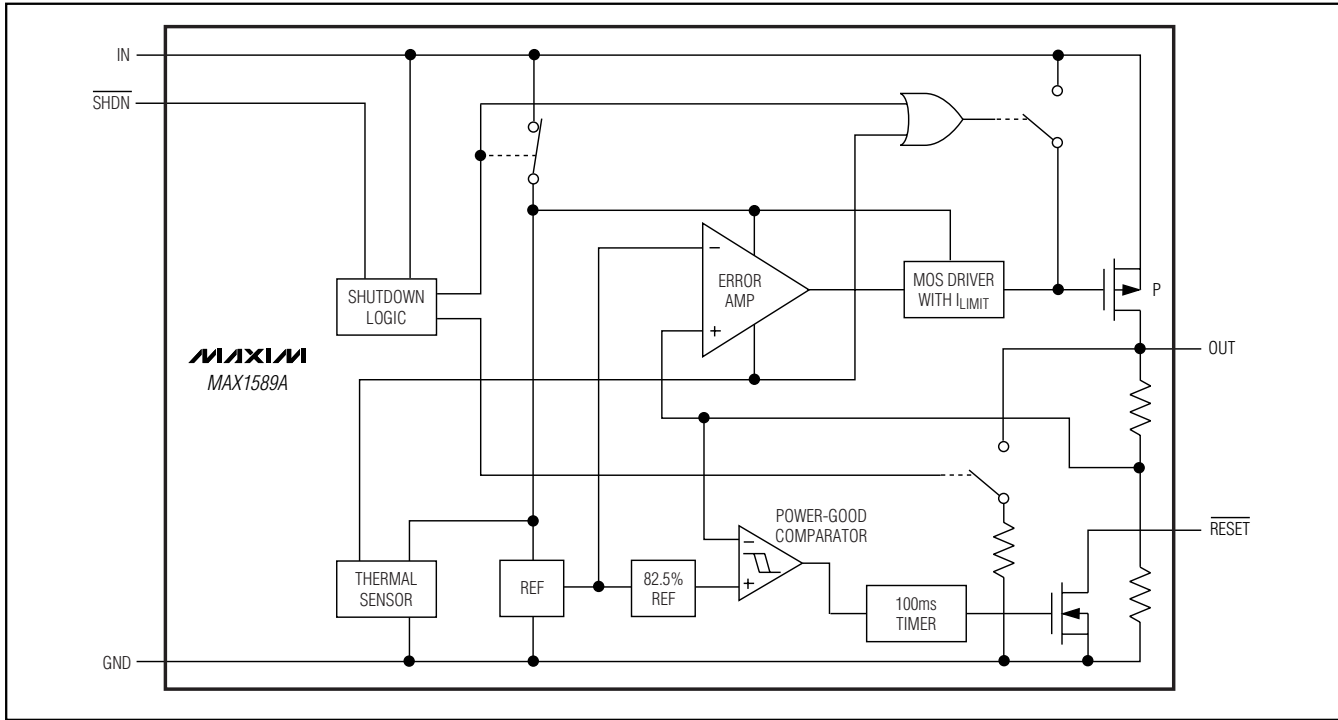 IN
SHDN
SHUTDOWN
LOGIC
MAXIM
MAX1589A
−
ERROR
AMP
+
MOS DRIVER
WITH ILIMIT
P
OUT
POWER-GOOD
COMPARATOR
−
+
RESET
THERMAL
SENSOR
REF
82.5%
REF
100ms
TIMER
GND